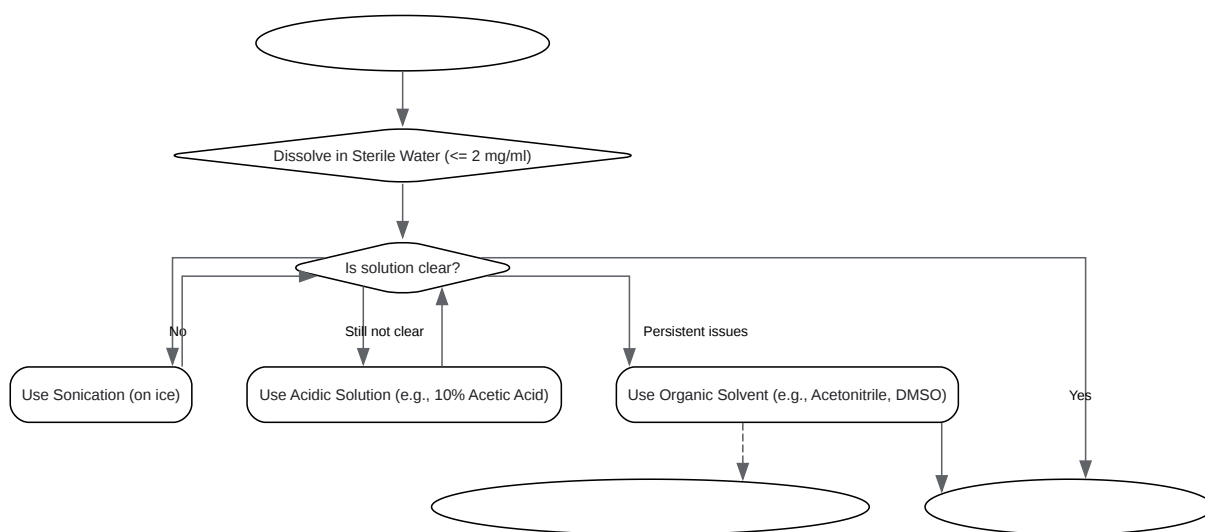 Dissolve in Sterile Water (<= 2 mg/ml)
Is solution clear?
No
Still not clear
Persistent issues
Use Sonication (on ice)
Use Acidic Solution (e.g., 10% Acetic Acid)
Use Organic Solvent (e.g., Acetonitrile, DMSO)
Yes